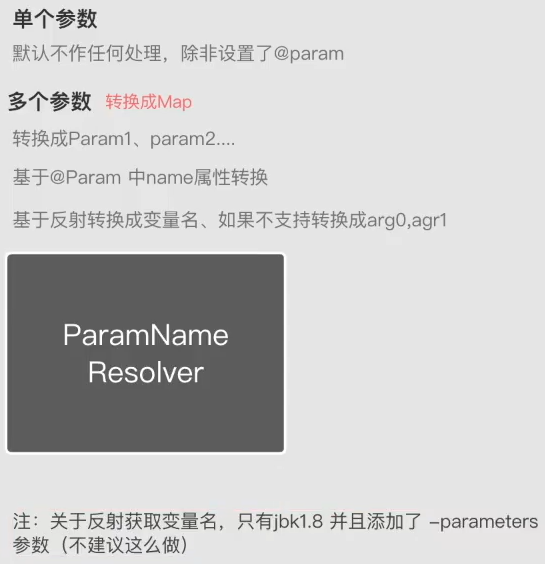 单个参数
默认不作任何处理，除非设置了@param
多个参数 转换成Map
转换成Param1、param2....
基于@Param 中name属性转换
基于反射转换成变量名、如果不支持转换成arg0,agr1
ParamName
Resolver
注：关于反射获取变量名，只有jbk1.8 并且添加了 -parameters
参数（不建议这么做）